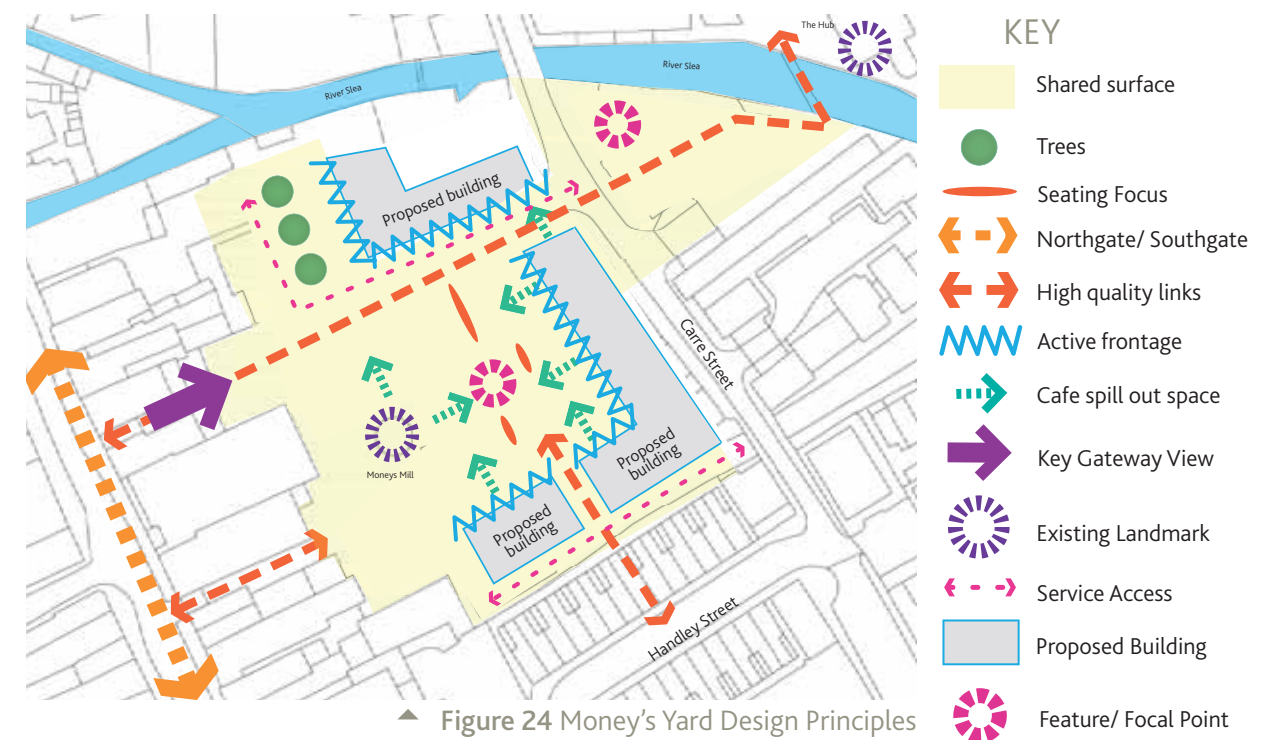 The Hub
River Slea
River Slea
Proposed building
Carre Street
Moneys Mill
Proposed
building
Proposed
building
Handley Street
KEY
Shared surface
Trees
Seating Focus
Northgate/ Southgate
High quality links
Active frontage
Cafe spill out space
Key Gateway View
Existing Landmark
Service Access
Proposed Building
Feature/ Focal Point
Figure 24 Money’s Yard Design Principles